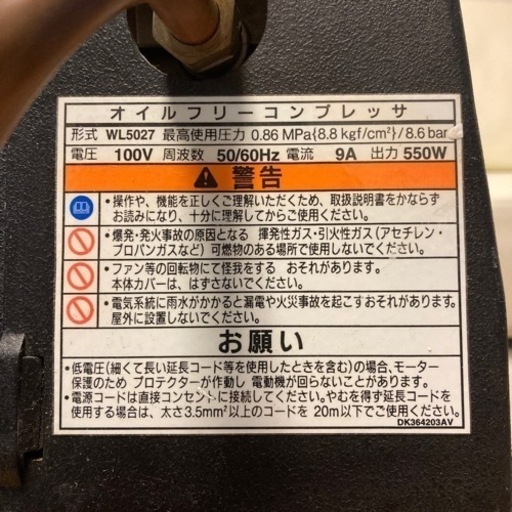 オイルフリーコンプレッサ
形式 WL5027 最高使用圧力 0.86 MPa{8.8 kgf/cm²}/8.6 bar
電圧 100V 周波数 50/60Hz 電流 9A 出力 550W
警告
•操作や、機能を正しくご理解いただくため、取扱説明書をかならず
お読みになり、十分に理解してからご使用ください。
•爆発・発火事故の原因となる 揮発性ガス・引火性ガス(アセチレン・
プロパンガスなど)可燃物のある場所で使用しないでください。
•ファン等の回転物にて怪我をする おそれがあります。
本体カバーは、はずさないでください。
•電気系統に雨水がかかると漏電や火災事故を起こすおそれがあります。
屋外に設置しないでください。
お願い
•低電圧(細くて長い延長コード等を使用したときを含む)の場合、モーター
保護のため プロテクターが作動し 電動機が回らないことがあります。
•電源コードは直接コンセントに接続してください。やむを得ず延長コードを
使用する場合は、太さ3.5mm²以上のコードを 20m以下でご使用ください。
DK364203AV